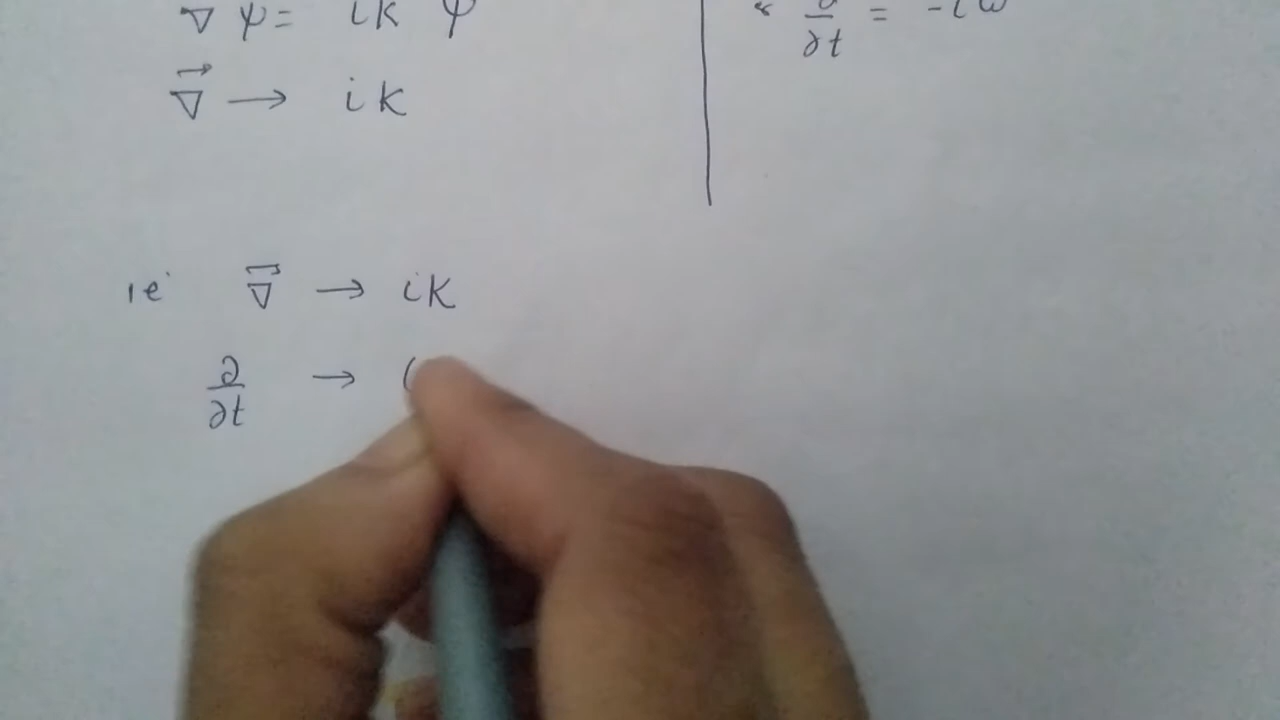 ∇ ψ = ik ψ
∇⃗ → ik
∂/∂t = -iω
ie ∇⃗ → ik
∂/∂t → (